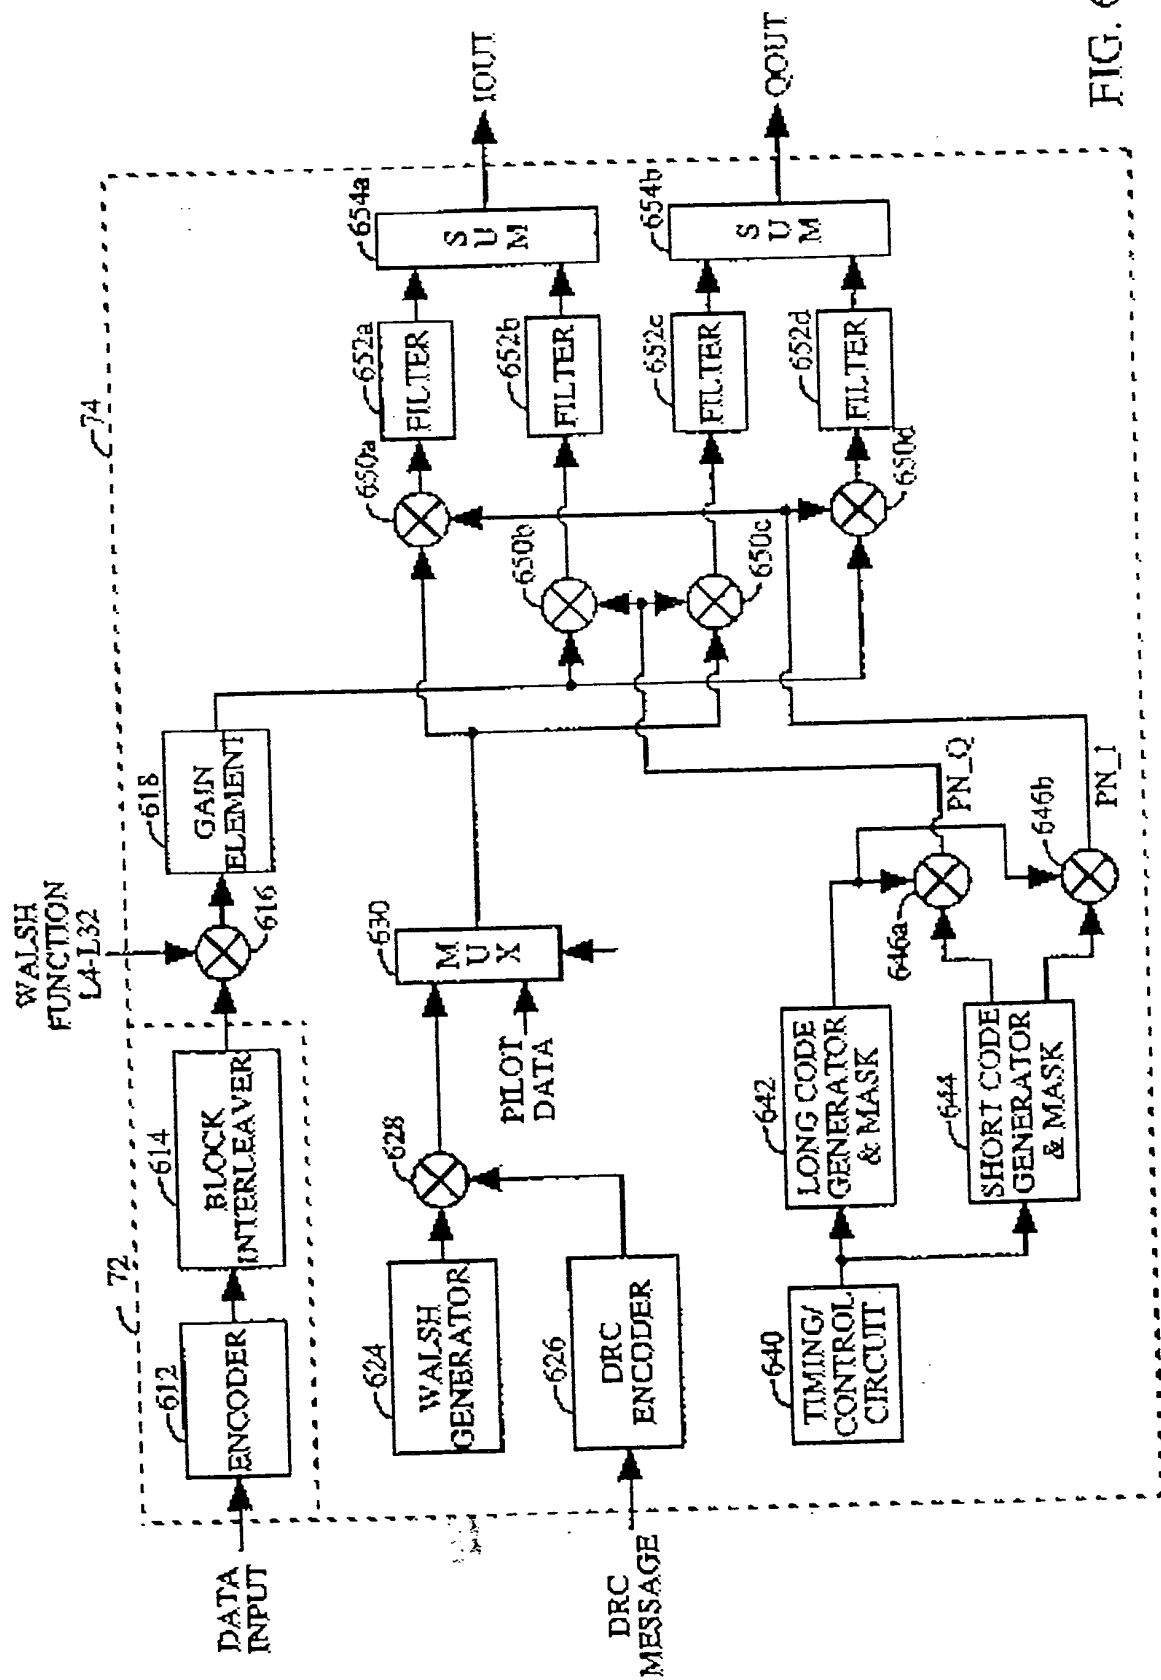 WALSH
FUNCTION
L4-L32
72
74
DATA
INPUT
612
ENCODER
614
BLOCK
INTERLEAVER
616
618
GAIN
ELEMENT
624
WALSH
GENERATOR
628
626
DRC
ENCODER
DRC
MESSAGE
630
MUX
PILOT
DATA
640
TIMING/
CONTROL
CIRCUIT
642
LONG CODE
GENERATOR
& MASK
644
SHORT CODE
GENERATOR
& MASK
646a
646b
PN_Q
PN_I
650a
650b
650c
650d
652a
FILTER
652b
FILTER
652c
FILTER
652d
FILTER
654a
SUM
654b
SUM
IOUT
QOUT
FIG. 6